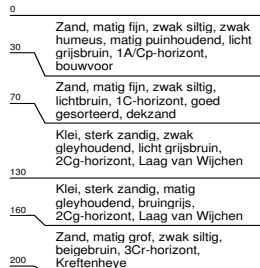 0
Zand, matig fijn, zwak siltig, zwak
humeus, matig puinhoudend, licht
grijsbruin, 1A/Cp-horizont,
bouwvoor
30
Zand, matig fijn, zwak siltig,
lichtbruin, 1C-horizont, goed
gesorteerd, dekzand
70
Klei, sterk zandig, zwak
gleyhoudend, licht grijsbruin,
2Cg-horizont, Laag van Wijchen
130
Klei, sterk zandig, matig
gleyhoudend, bruingrijs,
2Cg-horizont, Laag van Wijchen
160
Zand, matig grof, zwak siltig,
beigebruin, 3Cr-horizont,
Kreftenheye
200